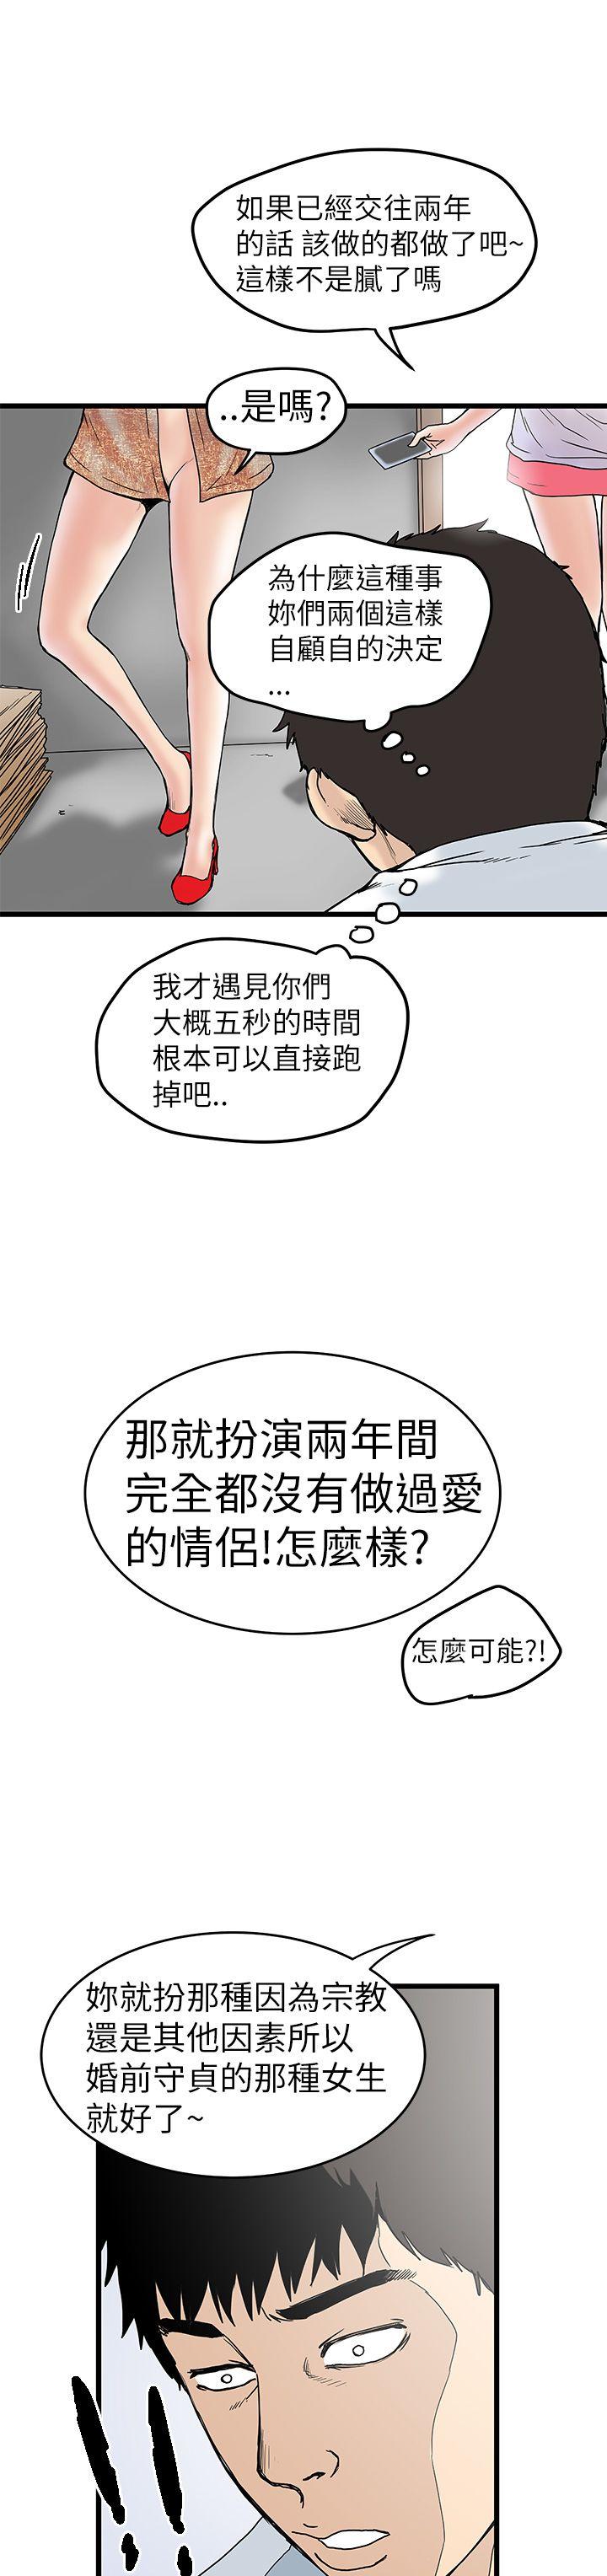 如果已經交往兩年
的話 該做的都做了吧~
這樣不是膩了嗎
..是嗎?
為什麼這種事
妳們兩個這樣
自顧自的決定
...
我才遇見你們
大概五秒的時間
根本可以直接跑
掉吧..
那就扮演兩年間
完全都沒有做過愛
的情侶!怎麼樣?
怎麼可能?!
妳就扮那種因為宗教
還是其他因素所以
婚前守貞的那種女生
就好了~